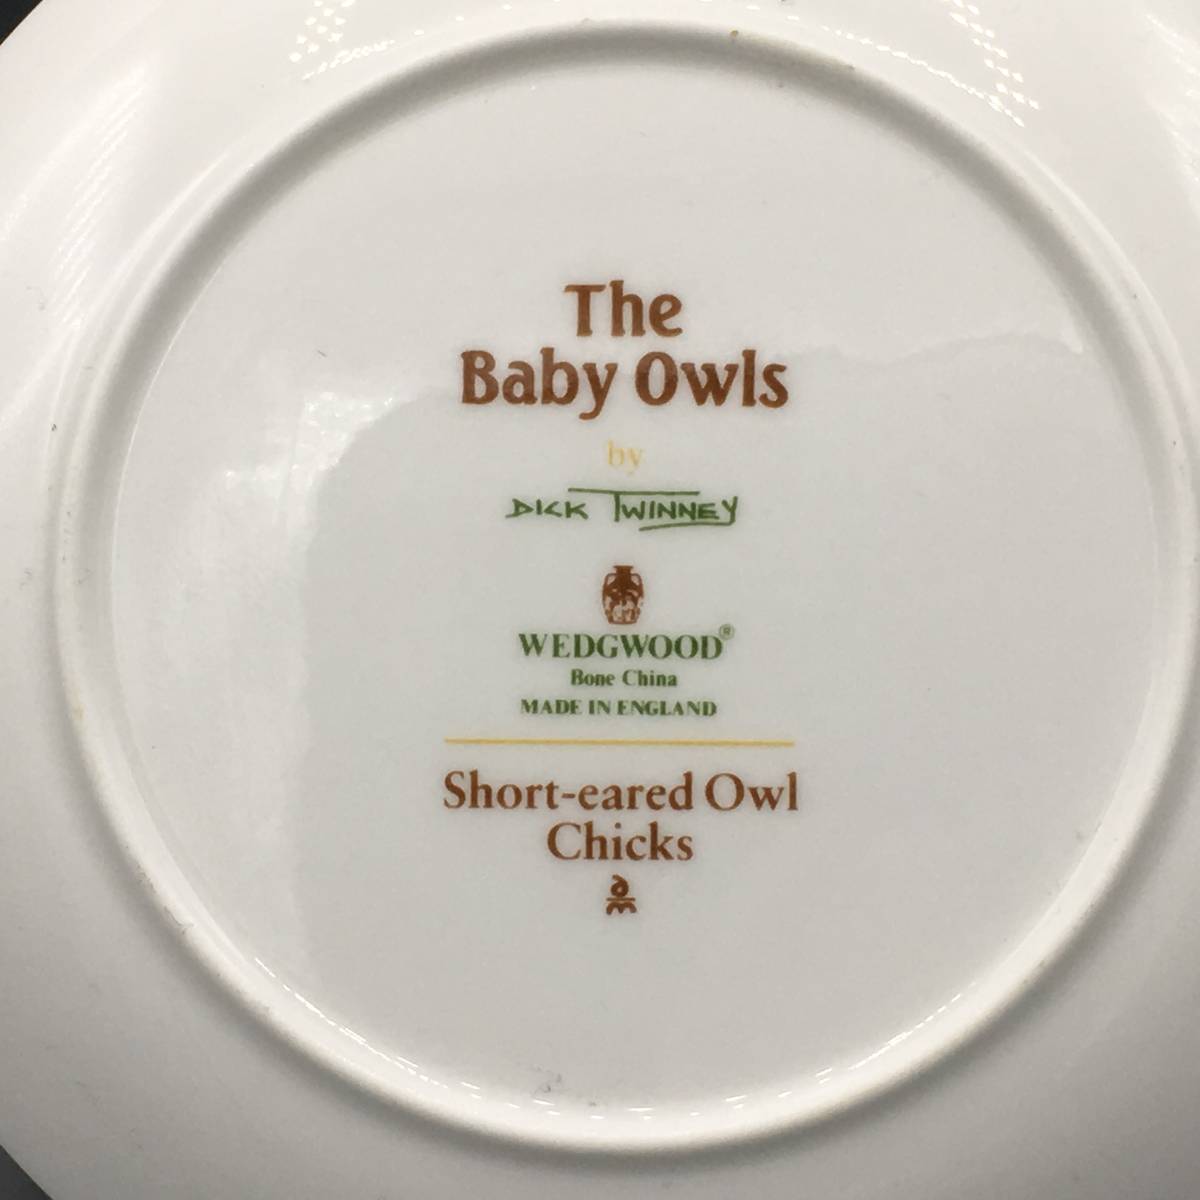 The
Baby Owls
by
DICK TWINNEY
WEDGWOOD®
Bone China
MADE IN ENGLAND
Short-eared Owl
Chicks